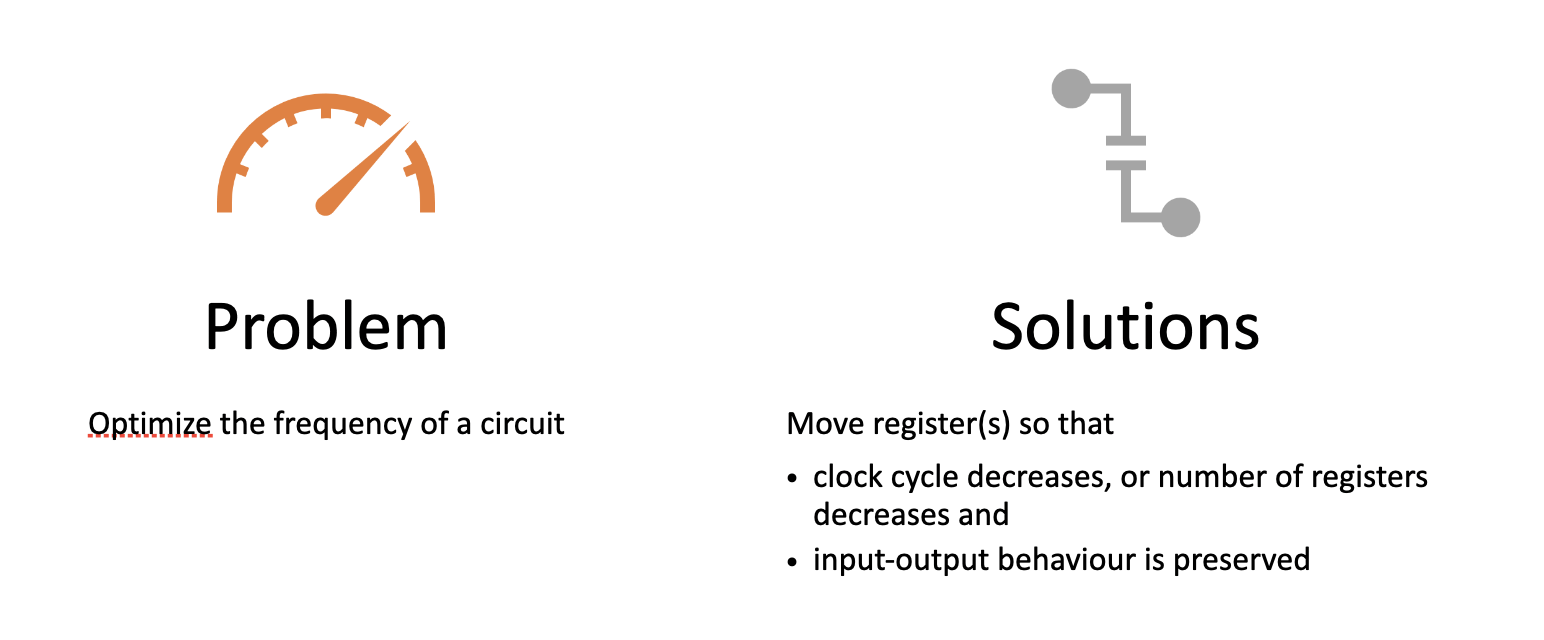 Problem
Optimize the frequency of a circuit
Solutions
Move register(s) so that
• clock cycle decreases, or number of registers
decreases and
• input-output behaviour is preserved